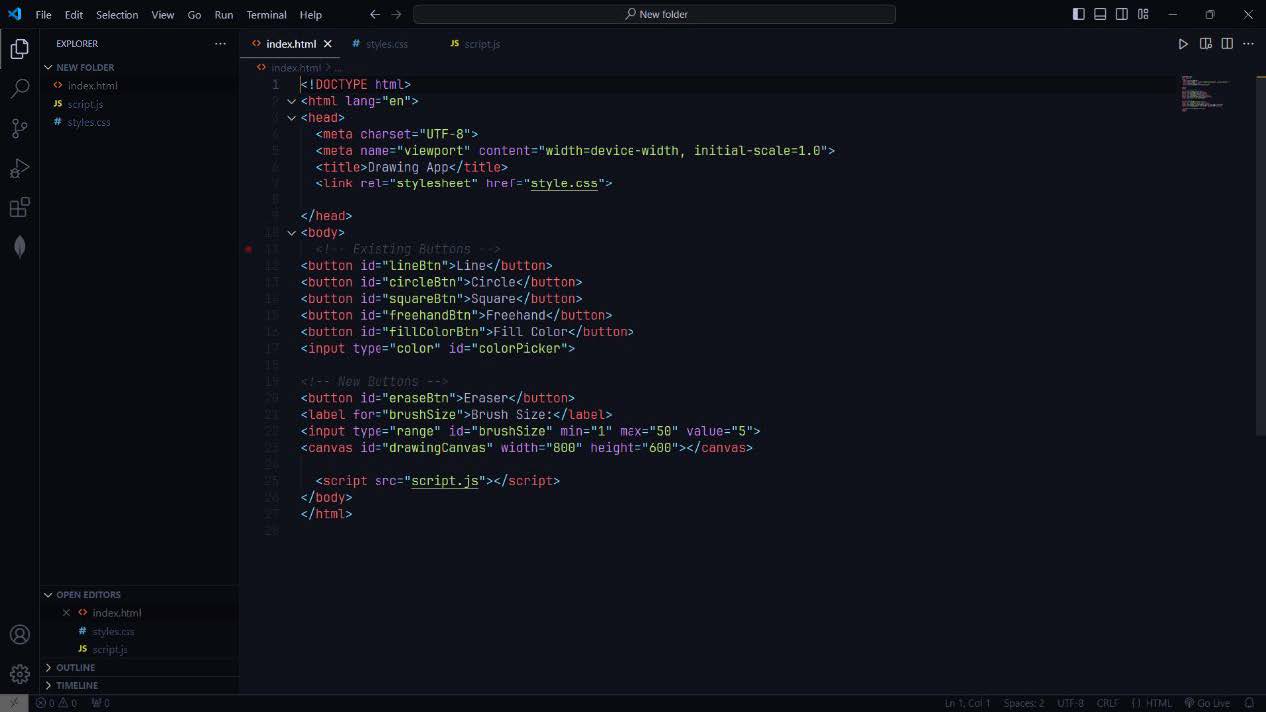 File Edit Selection View Go Run Terminal Help
New folder
EXPLORER
index.html
styles.css
script.js
NEW FOLDER
index.html
script.js
styles.css
index.html > ...
1 <!DOCTYPE html>
2 <html lang="en">
3 <head>
4 <meta charset="UTF-8">
5 <meta name="viewport" content="width=device-width, initial-scale=1.0">
6 <title>Drawing App</title>
7 <link rel="stylesheet" href="style.css">
8
9 </head>
10 <body>
11 <!-- Existing Buttons -->
12 <button id="lineBtn">Line</button>
13 <button id="circleBtn">Circle</button>
14 <button id="squareBtn">Square</button>
15 <button id="freehandBtn">Freehand</button>
16 <button id="fillColorBtn">Fill Color</button>
17 <input type="color" id="colorPicker">
18
19 <!-- New Buttons -->
20 <button id="eraseBtn">Eraser</button>
21 <label for="brushSize">Brush Size:</label>
22 <input type="range" id="brushSize" min="1" max="50" value="5">
23 <canvas id="drawingCanvas" width="800" height="600"></canvas>
24
25 <script src="script.js"></script>
26 </body>
27 </html>
28
OPEN EDITORS
index.html
styles.css
script.js
OUTLINE
TIMELINE
0 0 0
Ln 1, Col 1 Spaces: 2 UTF-8 CRLF {} HTML Go Live